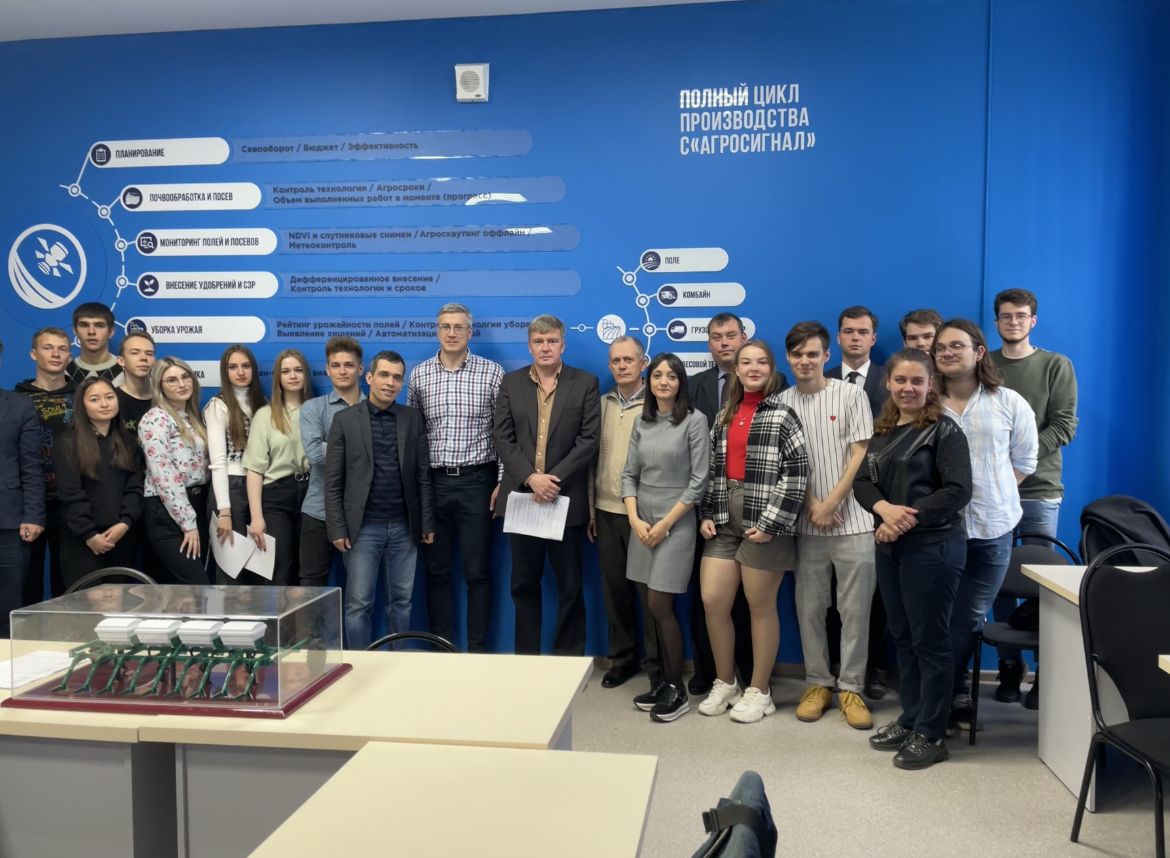 ПОЛНЫЙ ЦИКЛ
ПРОИЗВОДСТВА
С«АГРОСИГНАЛ»
ПЛАНИРОВАНИЕ
Севооборот / Бюджет / Эффективность
ПОЧВООБРАБОТКА И ПОСЕВ
Контроль технологии / Агросроки /
Объем выполненных работ в моменте (прогресс)
МОНИТОРИНГ ПОЛЕЙ И ПОСЕВОВ
NDVI и спутниковые снимки / Агроскаутинг оффлайн /
Метеоконтроль
ВНЕСЕНИЕ УДОБРЕНИЙ И СЗР
Дифференцированное внесение /
Контроль технологии и сроков
УБОРКА УРОЖАЯ
Рейтинг урожайности полей /
Выявление хищений / Автоматизац
ПОЛЕ
КОМБАЙН
ГРУЗО